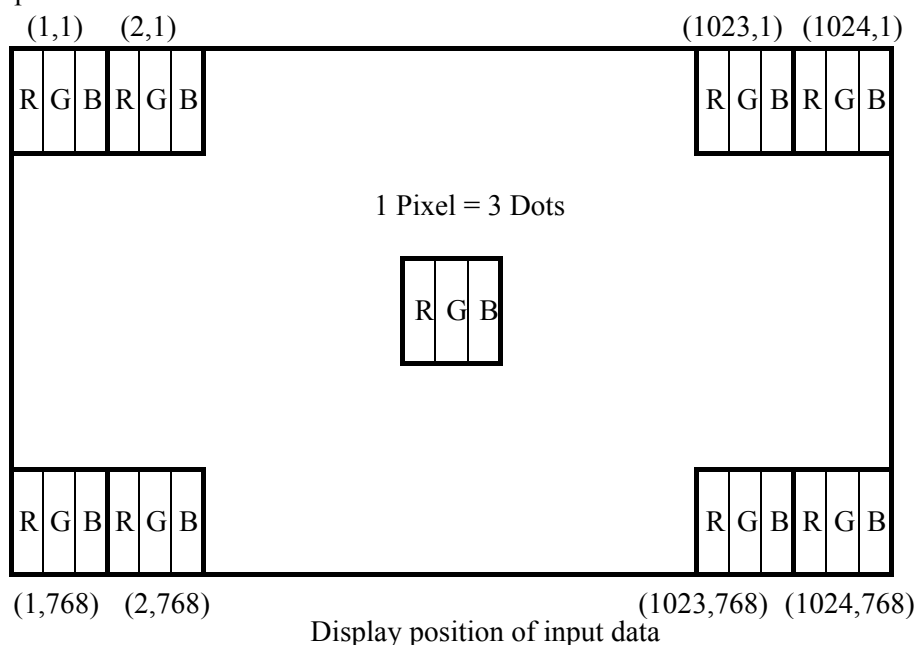 (1,1) (2,1) (1023,1) (1024,1)
R G B R G B R G B R G B
1 Pixel = 3 Dots
R G B
R G B R G B R G B R G B
(1,768) (2,768) (1023,768) (1024,768)
Display position of input data